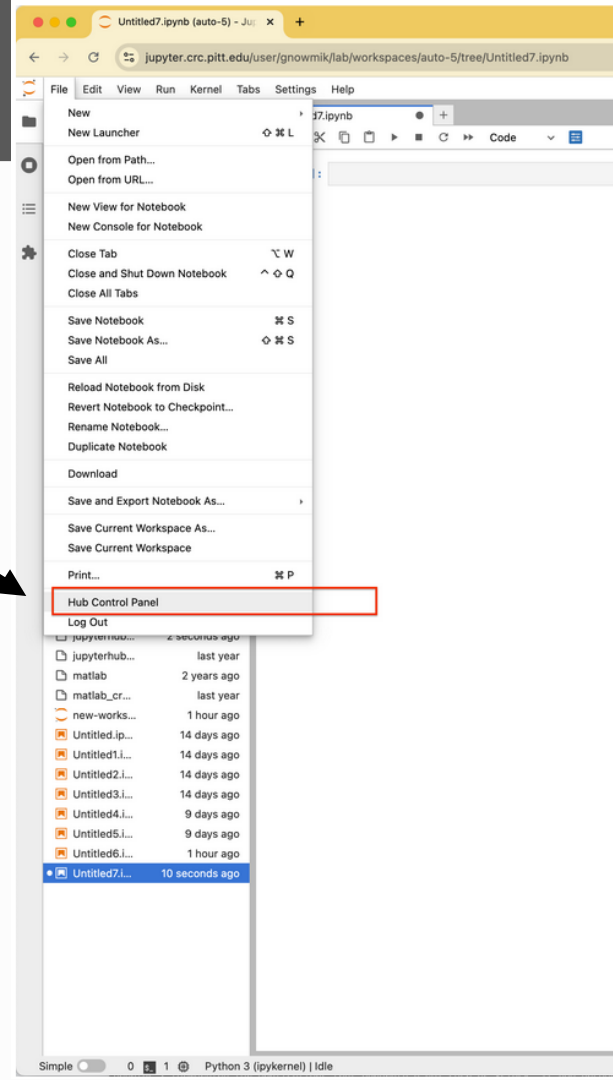 Untitled7.ipynb (auto-5) - Ju
jupyter.crc.pitt.edu/user/gnowmik/lab/workspaces/auto-5/tree/Untitled7.ipynb
File Edit View Run Kernel Tabs Settings Help
New
d7.ipynb
New Launcher ⇧ ⌘ L
Code
Open from Path...
Open from URL...
New View for Notebook
New Console for Notebook
Close Tab ⌥ W
Close and Shut Down Notebook ^ ⇧ Q
Close All Tabs
Save Notebook ⌘ S
Save Notebook As... ⇧ ⌘ S
Save All
Reload Notebook from Disk
Revert Notebook to Checkpoint...
Rename Notebook...
Duplicate Notebook
Download
Save and Export Notebook As...
Save Current Workspace As...
Save Current Workspace
Print... ⌘ P
Hub Control Panel
Log Out
jupyterhub... 2 seconds ago
jupyterhub... last year
matlab 2 years ago
matlab_cr... last year
new-works... 1 hour ago
Untitled.ip... 14 days ago
Untitled1.i... 14 days ago
Untitled2.i... 14 days ago
Untitled3.i... 14 days ago
Untitled4.i... 9 days ago
Untitled5.i... 9 days ago
Untitled6.i... 1 hour ago
Untitled7.i... 10 seconds ago
Simple 0 1 Python 3 (ipykernel) | Idle